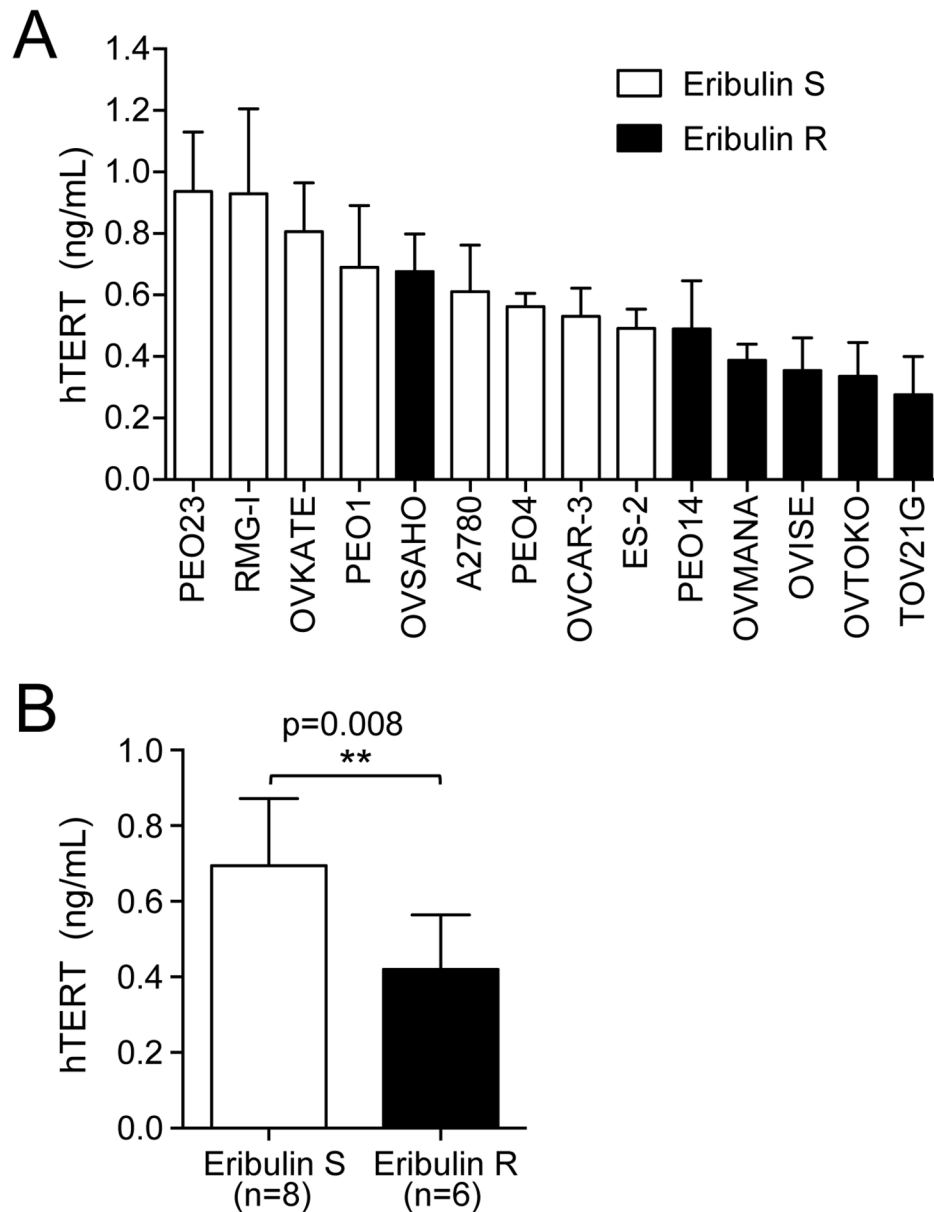 A
1.4
1.2
1.0
0.8
0.6
0.4
0.2
0.0
hTERT (ng/mL)
Eribulin S
Eribulin R
PEO23
RMG-I
OVKATE
PEO1
OVSAHO
A2780
PEO4
OVCAR-3
ES-2
PEO14
OVMANA
OVISE
OVTOKO
TOV21G
B
p=0.008
**
1.0
0.8
0.6
0.4
0.2
0.0
hTERT (ng/mL)
Eribulin S
(n=8)
Eribulin R
(n=6)